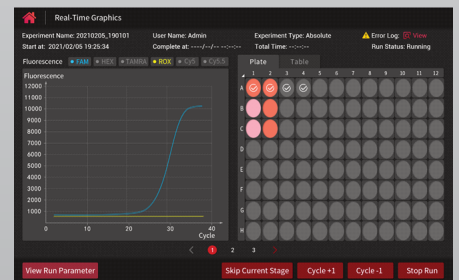 Real-Time Graphics
Experiment Name: 20210205_190101
User Name: Admin
Experiment Type: Absolute
Error Log: View
Start at: 2021/02/05 19:25:34
Complete at:----/--/-- --:--:--
Total Time: --:--:--
Run Status: Running
Fluorescence
FAM
HEX
TANRA
ROX
Cy5
Cy5.5
Plate
Table
Fluorescence
1 2 3 4 5 6 7 8 9 10 11 12
12000
11000
10000
9000
8000
7000
6000
5000
4000
3000
2000
1000
A
B
C
D
E
F
G
H
0 10 20 30 40
Cycle
< 1 2 3 >
View Run Parameter
Skip Current Stage
Cycle +1
Cycle -1
Stop Run